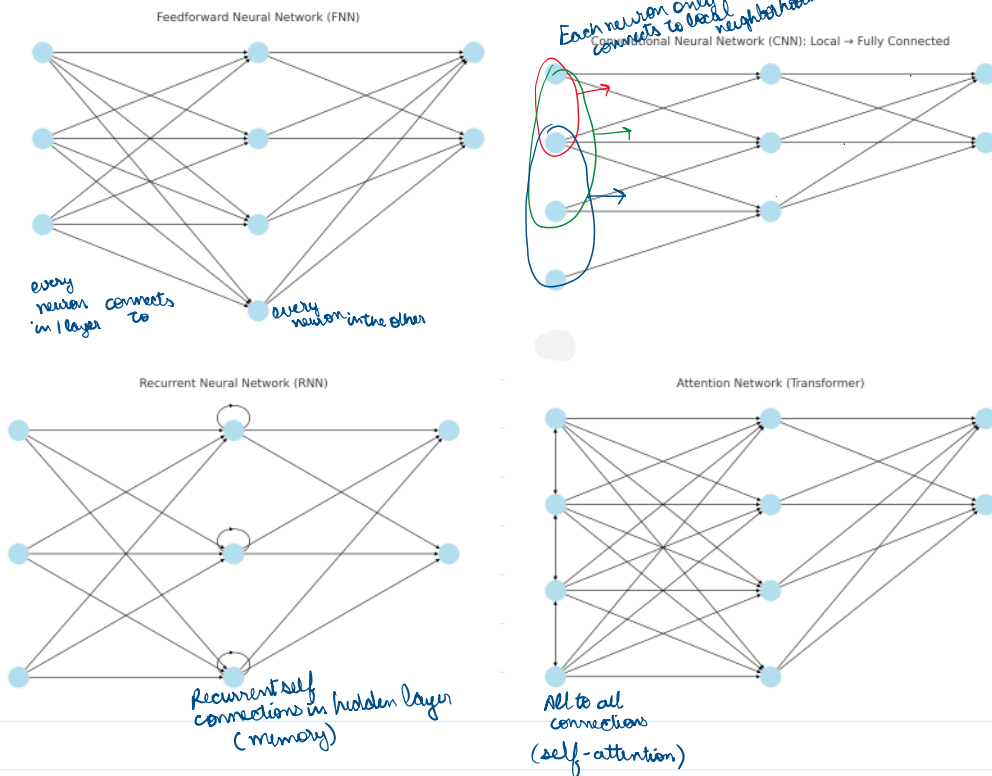 Feedforward Neural Network (FNN)
every
neuron connects
in 1 layer to
every
neuron in the other
Each neuron only
connects to local neighborhood
Convolutional Neural Network (CNN): Local → Fully Connected
Recurrent Neural Network (RNN)
Recurrent self
connections in hidden layer
(memory)
Attention Network (Transformer)
All to all
connections
(self-attention)